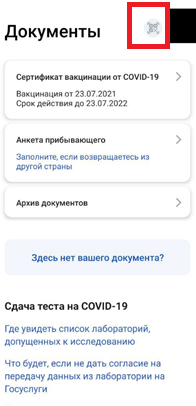 Документы
Сертификат вакцинации от COVID-19
Вакцинация от 23.07.2021
Срок действия до 23.07.2022
Анкета прибывающего
Заполните, если возвращаетесь из
другой страны
Архив документов
Здесь нет вашего документа?
Сдача теста на COVID-19
Где увидеть список лабораторий,
допущенных к исследованию
Что будет, если не дать согласие на
передачу данных из лаборатории на
Госуслуги